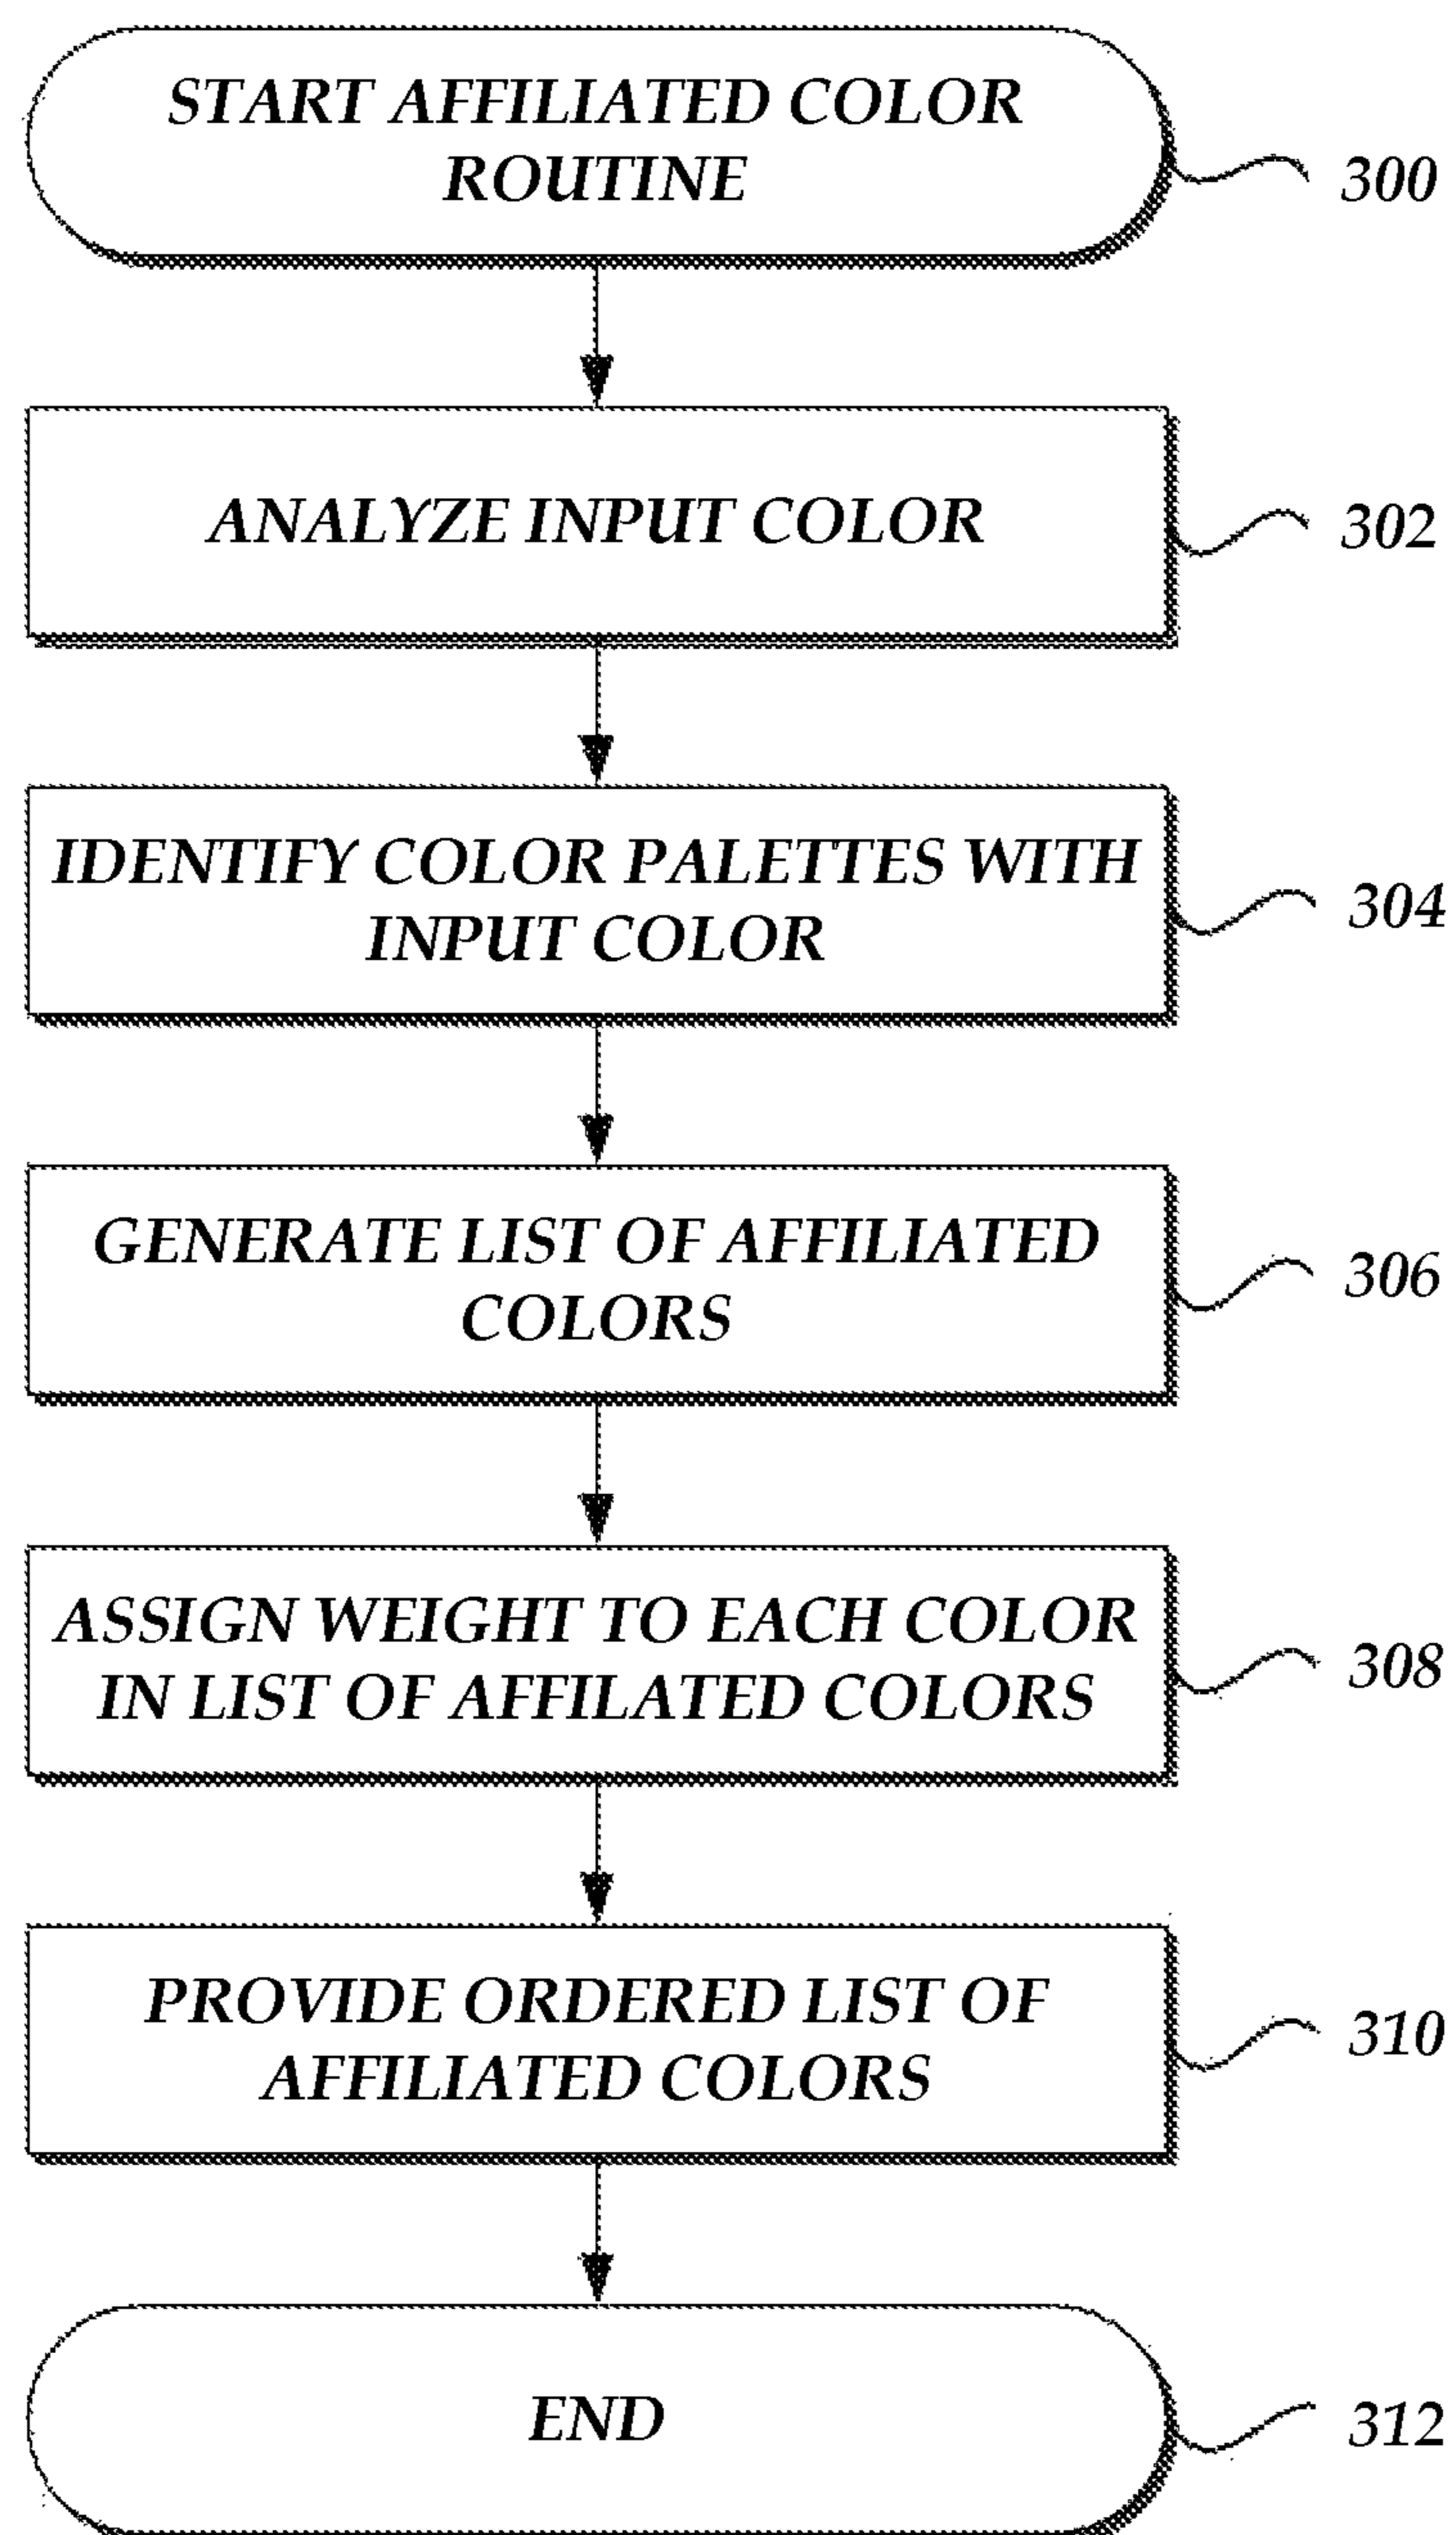 START AFFILIATED COLOR
ROUTINE
300
ANALYZE INPUT COLOR
302
IDENTIFY COLOR PALETTES WITH
INPUT COLOR
304
GENERATE LIST OF AFFILIATED
COLORS
306
ASSIGN WEIGHT TO EACH COLOR
IN LIST OF AFFILATED COLORS
308
PROVIDE ORDERED LIST OF
AFFILIATED COLORS
310
END
312